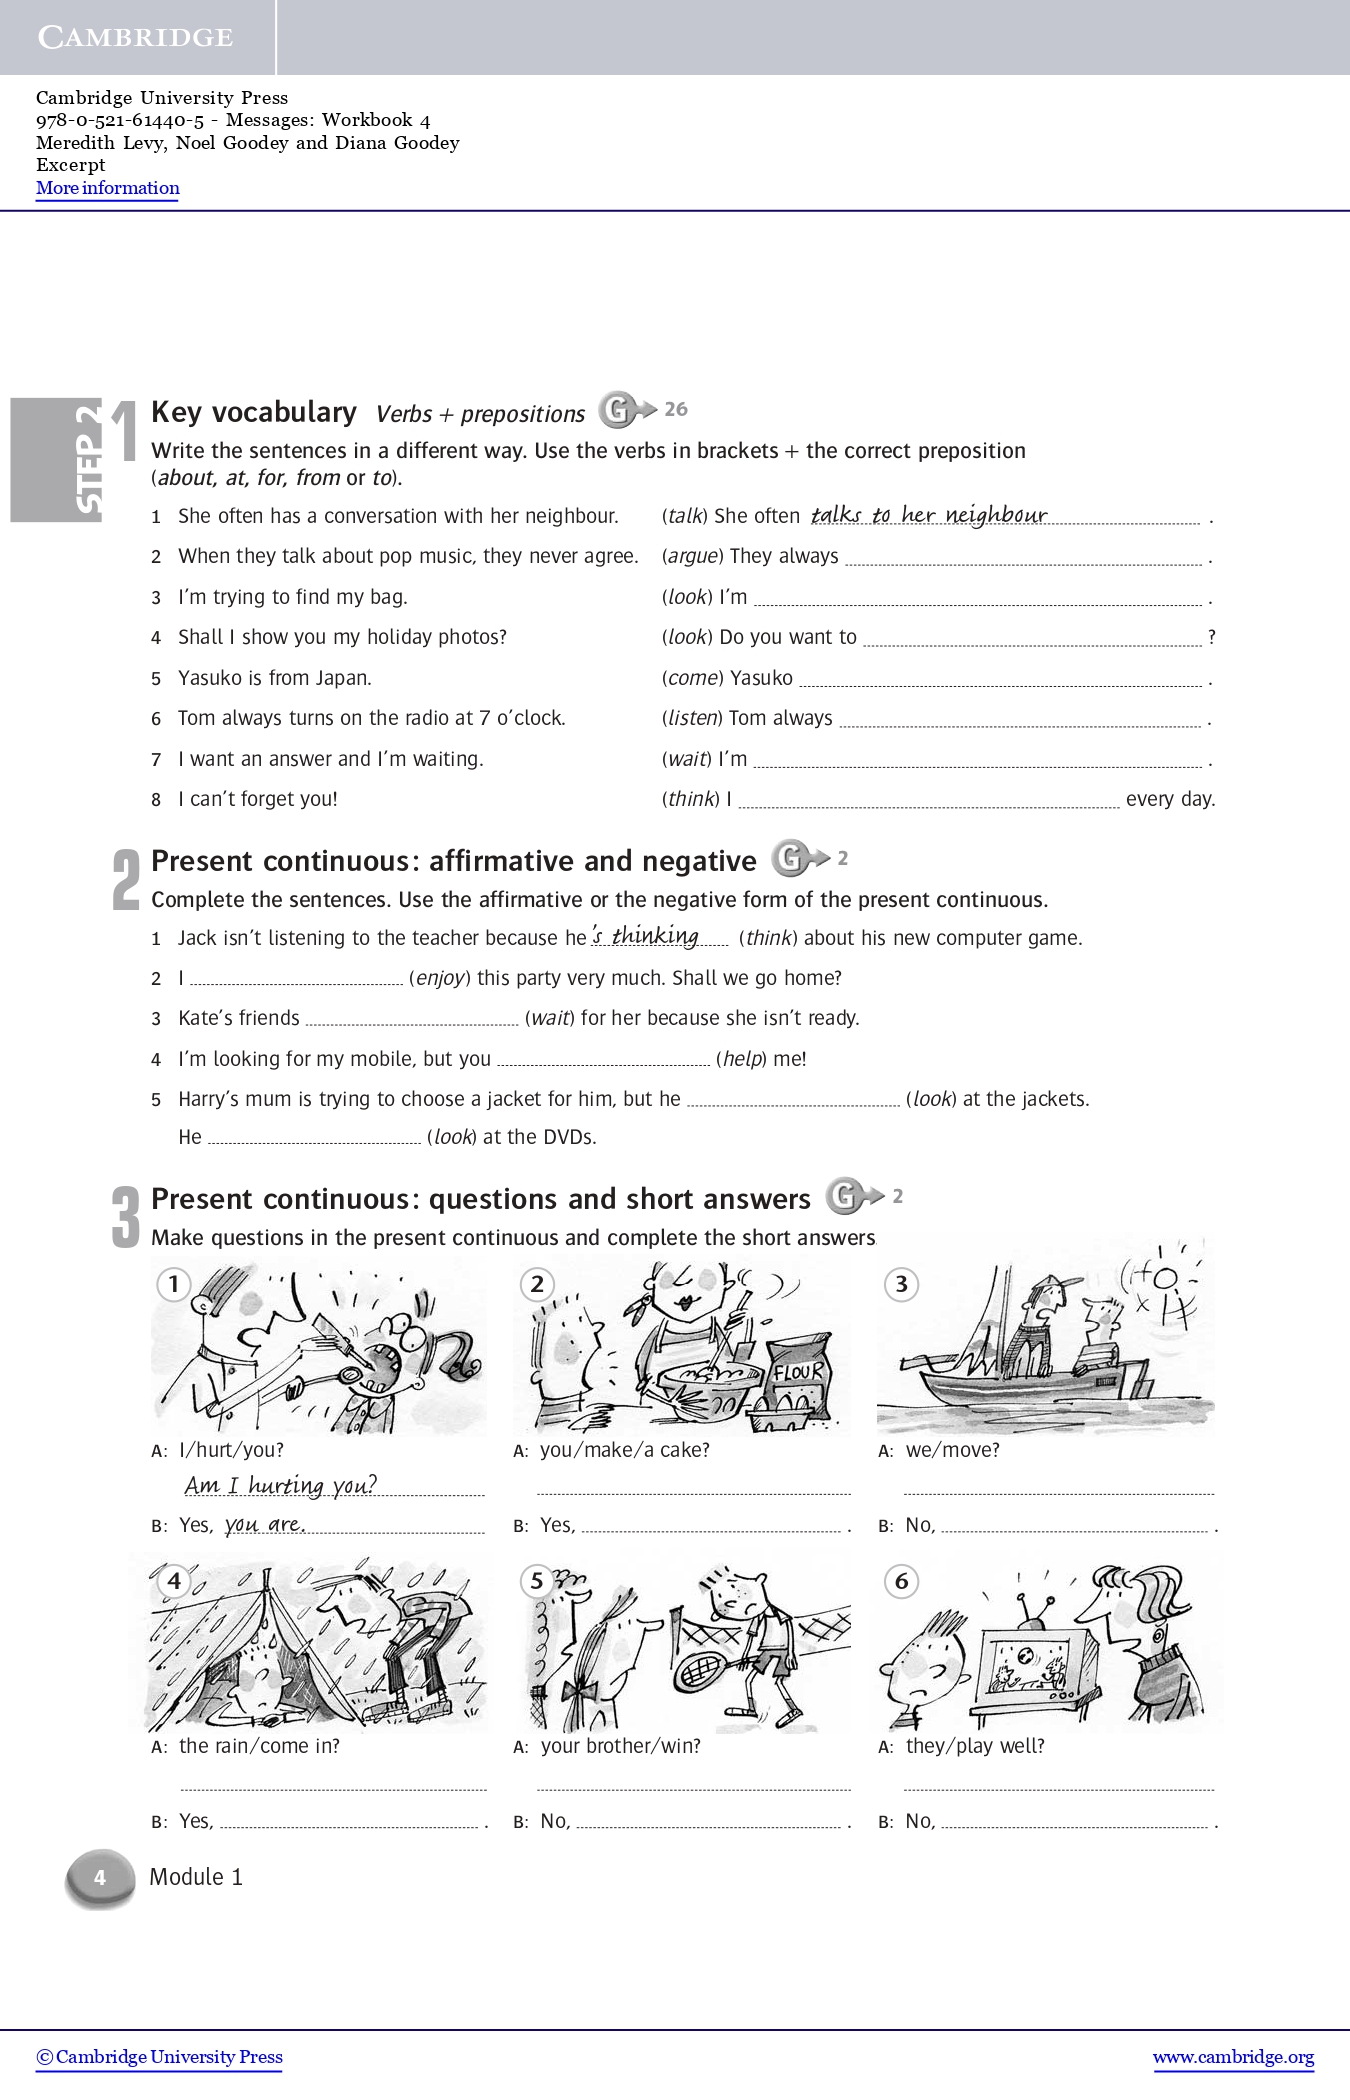 CAMBRIDGE
Cambridge University Press
978-0-521-61440-5 - Messages: Workbook 4
Meredith Levy, Noel Goodey and Diana Goodey
Excerpt
More information
STEP 2
1 Key vocabulary Verbs + prepositions G 26
Write the sentences in a different way. Use the verbs in brackets + the correct preposition
(about, at, for, from or to).
1 She often has a conversation with her neighbour. (talk) She often talks to her neighbour .
2 When they talk about pop music, they never agree. (argue) They always .
3 I'm trying to find my bag. (look) I'm .
4 Shall I show you my holiday photos? (look) Do you want to ?
5 Yasuko is from Japan. (come) Yasuko .
6 Tom always turns on the radio at 7 o'clock. (listen) Tom always .
7 I want an answer and I'm waiting. (wait) I'm .
8 I can't forget you! (think) I every day.
2 Present continuous: affirmative and negative G 2
Complete the sentences. Use the affirmative or the negative form of the present continuous.
1 Jack isn't listening to the teacher because he 's thinking (think) about his new computer game.
2 I (enjoy) this party very much. Shall we go home?
3 Kate's friends (wait) for her because she isn't ready.
4 I'm looking for my mobile, but you (help) me!
5 Harry's mum is trying to choose a jacket for him, but he (look) at the jackets.
He (look) at the DVDs.
3 Present continuous: questions and short answers G 2
Make questions in the present continuous and complete the short answers
1 2 3
FLOUR
A: I/hurt/you? A: you/make/a cake? A: we/move?
Am I hurting you?
B: Yes, you are. B: Yes, . B: No, .
4 5 6
A: the rain/come in? A: your brother/win? A: they/play well?
B: Yes, . B: No, . B: No, .
4 Module 1
© Cambridge University Press www.cambridge.org